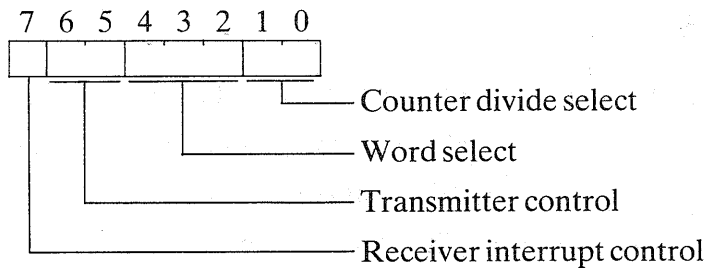 7 6 5 4 3 2 1 0
Counter divide select
Word select
Transmitter control
Receiver interrupt control